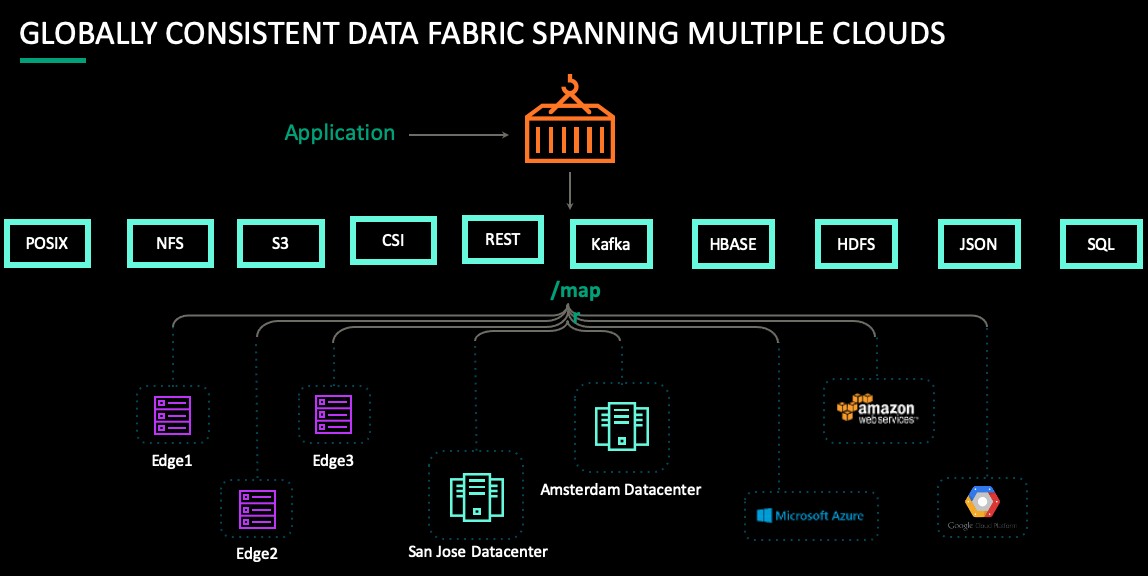 GLOBALLY CONSISTENT DATA FABRIC SPANNING MULTIPLE CLOUDS
Application
POSIX
NFS
S3
CSI
REST
Kafka
HBASE
HDFS
JSON
SQL
/map
r
Edge1
Edge2
Edge3
San Jose Datacenter
Amsterdam Datacenter
Microsoft Azure
amazon
web services™
Google Cloud Platform